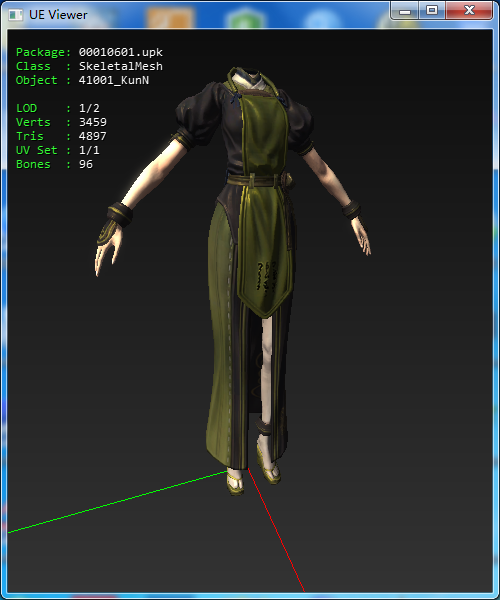 UE Viewer
Package: 00010601.upk
Class : SkeletalMesh
Object : 41001_KunN
LOD : 1/2
Verts : 3459
Tris : 4897
UV Set : 1/1
Bones : 96